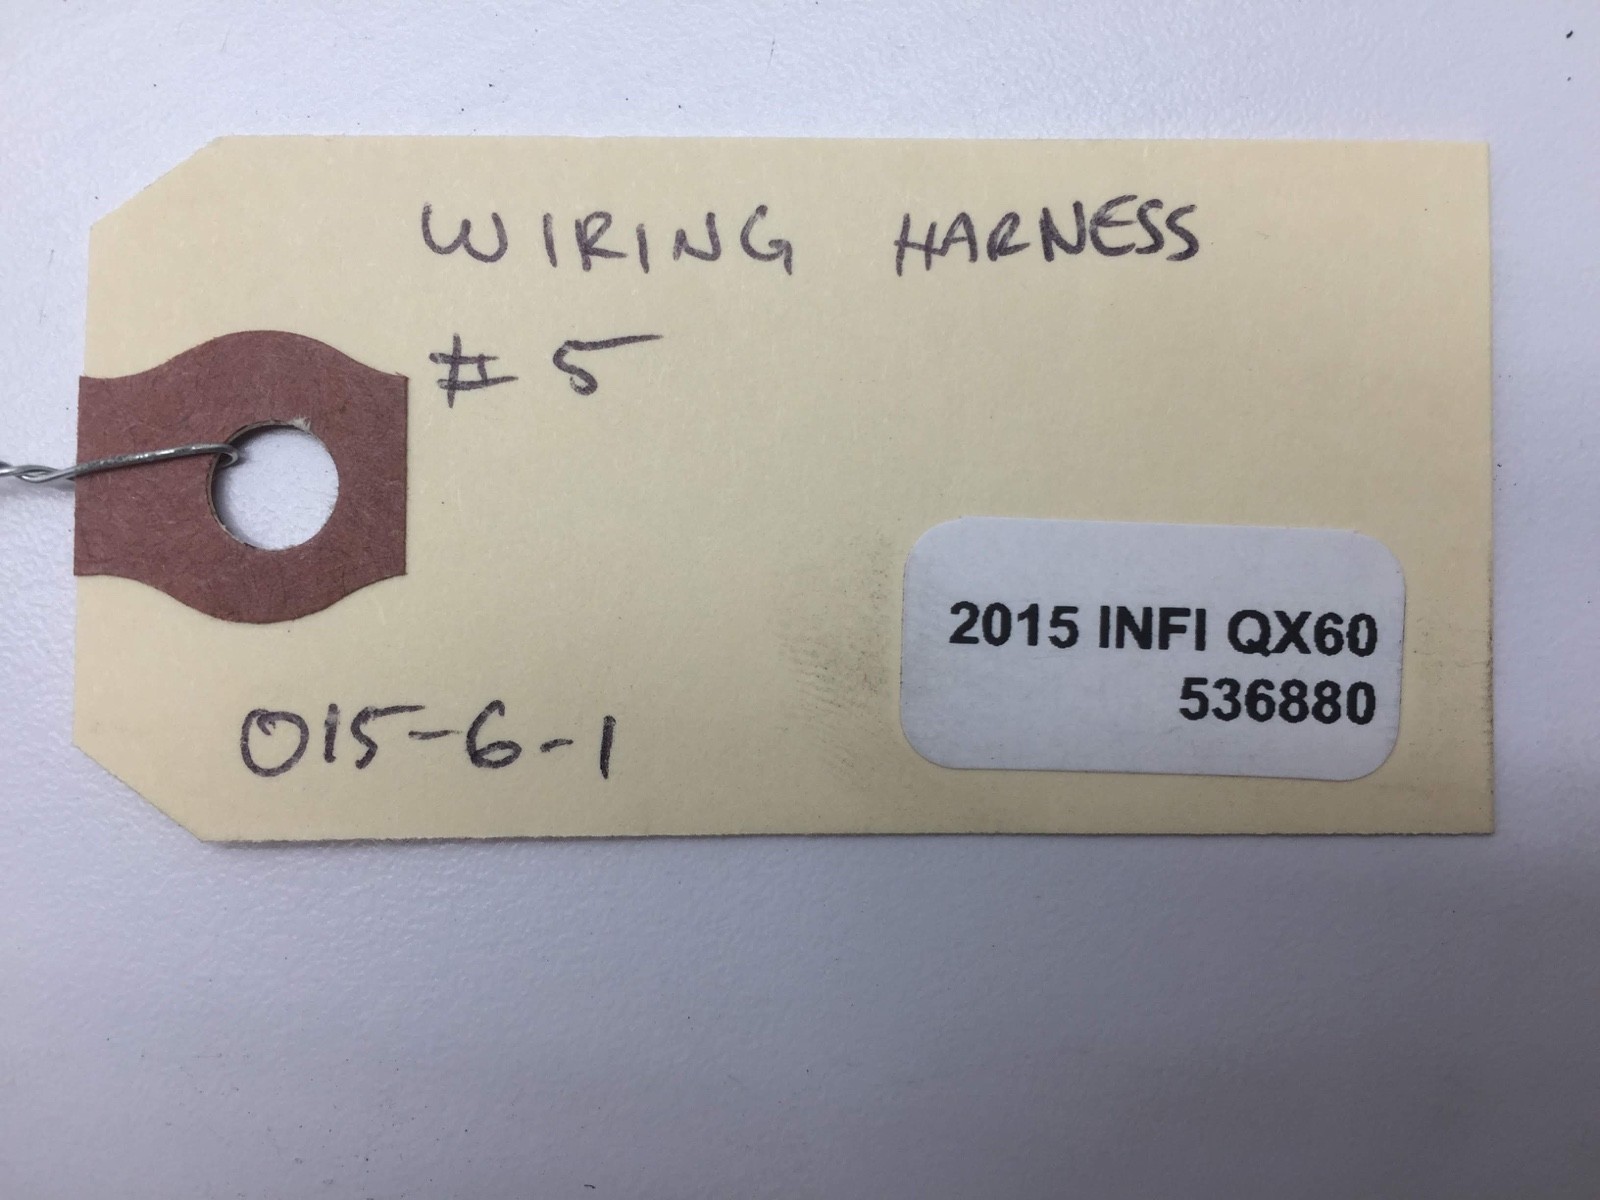 WIRING HARNESS
# 5
2015 INFI QX60
536880
015-6-1